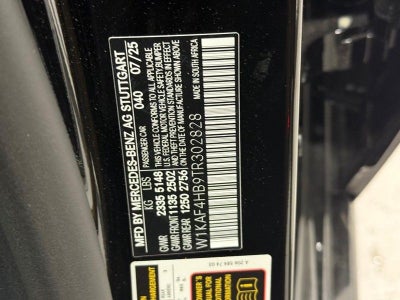 MFD BY MERCEDES-BENZ AG STUTTGART
PASSENGER CAR 040 07/25
KG LBS
GVWR 2335 5148
GAWR FRONT 1135 2502
GAWR REAR 1250 2756
THIS VEHICLE CONFORMS TO ALL APPLICABLE
U.S. FEDERAL MOTOR VEHICLE SAFETY, BUMPER,
AND THEFT PREVENTION STANDARDS IN EFFECT
ON THE DATE OF MANUFACTURE SHOWN ABOVE
MADE IN SOUTH AFRICA
W1KAF4HB9TR302828